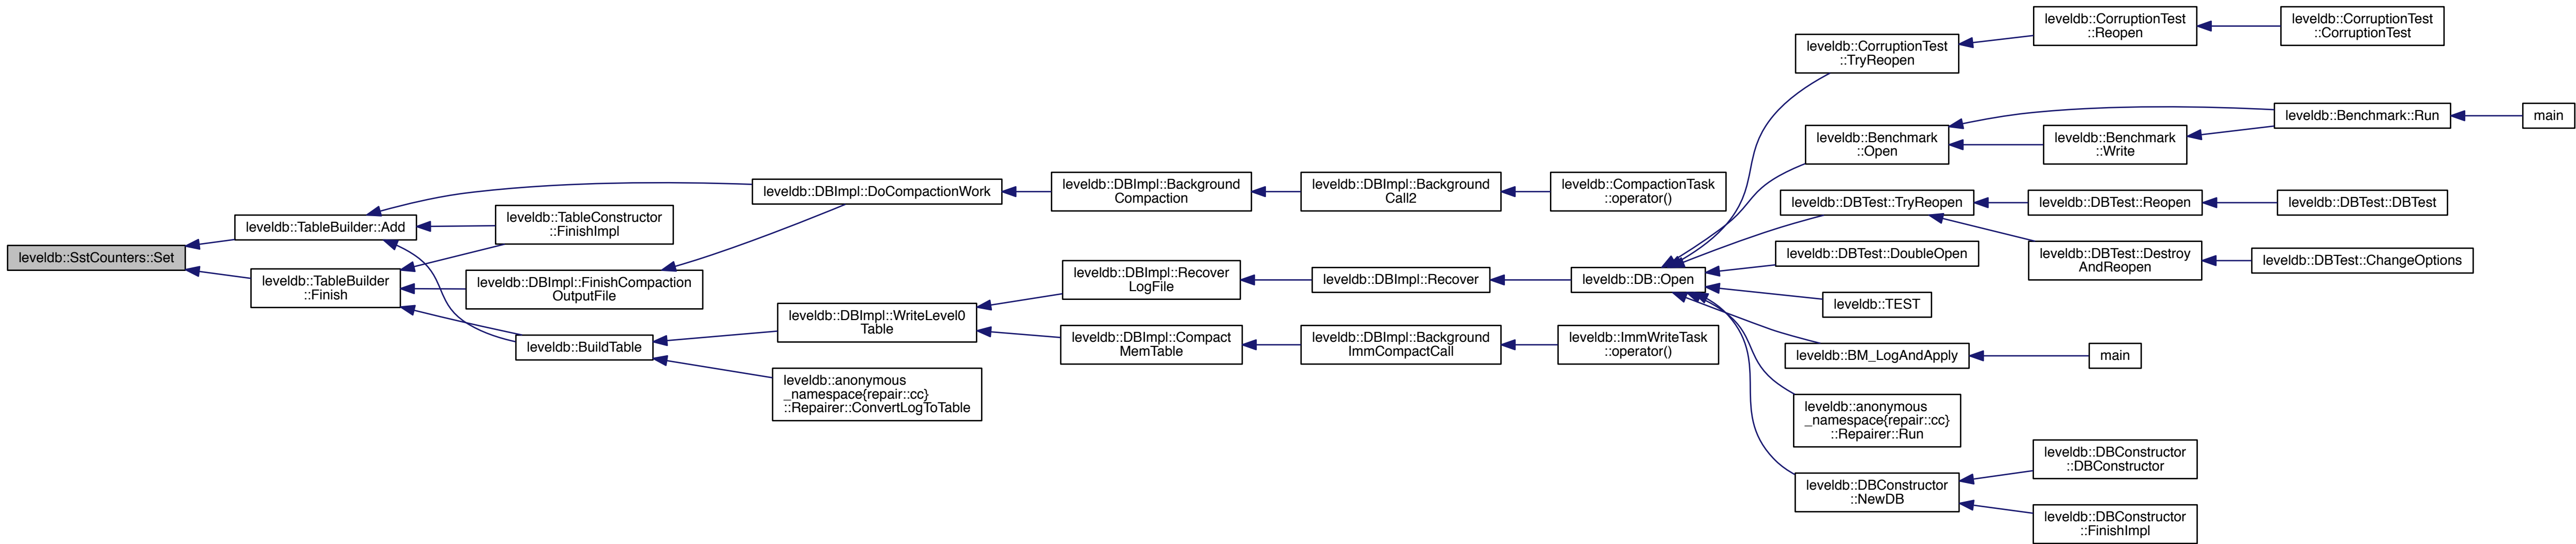 leveldb::SstCounters::Set
leveldb::TableBuilder::Add
leveldb::TableBuilder
::Finish
leveldb::TableConstructor
::FinishImpl
leveldb::DBImpl::FinishCompaction
OutputFile
leveldb::BuildTable
leveldb::DBImpl::DoCompactionWork
leveldb::DBImpl::WriteLevel0
Table
leveldb::anonymous
_namespace{repair::cc}
::Repairer::ConvertLogToTable
leveldb::DBImpl::Background
Compaction
leveldb::DBImpl::Recover
LogFile
leveldb::DBImpl::Compact
MemTable
leveldb::DBImpl::Background
Call2
leveldb::DBImpl::Recover
leveldb::DBImpl::Background
ImmCompactCall
leveldb::CompactionTask
::operator()
leveldb::DB::Open
leveldb::ImmWriteTask
::operator()
leveldb::CorruptionTest
::TryReopen
leveldb::Benchmark
::Open
leveldb::DBTest::TryReopen
leveldb::DBTest::DoubleOpen
leveldb::TEST
leveldb::BM_LogAndApply
leveldb::anonymous
_namespace{repair::cc}
::Repairer::Run
leveldb::DBConstructor
::NewDB
leveldb::CorruptionTest
::Reopen
leveldb::Benchmark
::Write
leveldb::DBTest::Reopen
leveldb::DBTest::Destroy
AndReopen
main
leveldb::DBConstructor
::DBConstructor
leveldb::DBConstructor
::FinishImpl
leveldb::CorruptionTest
::CorruptionTest
leveldb::Benchmark::Run
leveldb::DBTest::DBTest
leveldb::DBTest::ChangeOptions
main